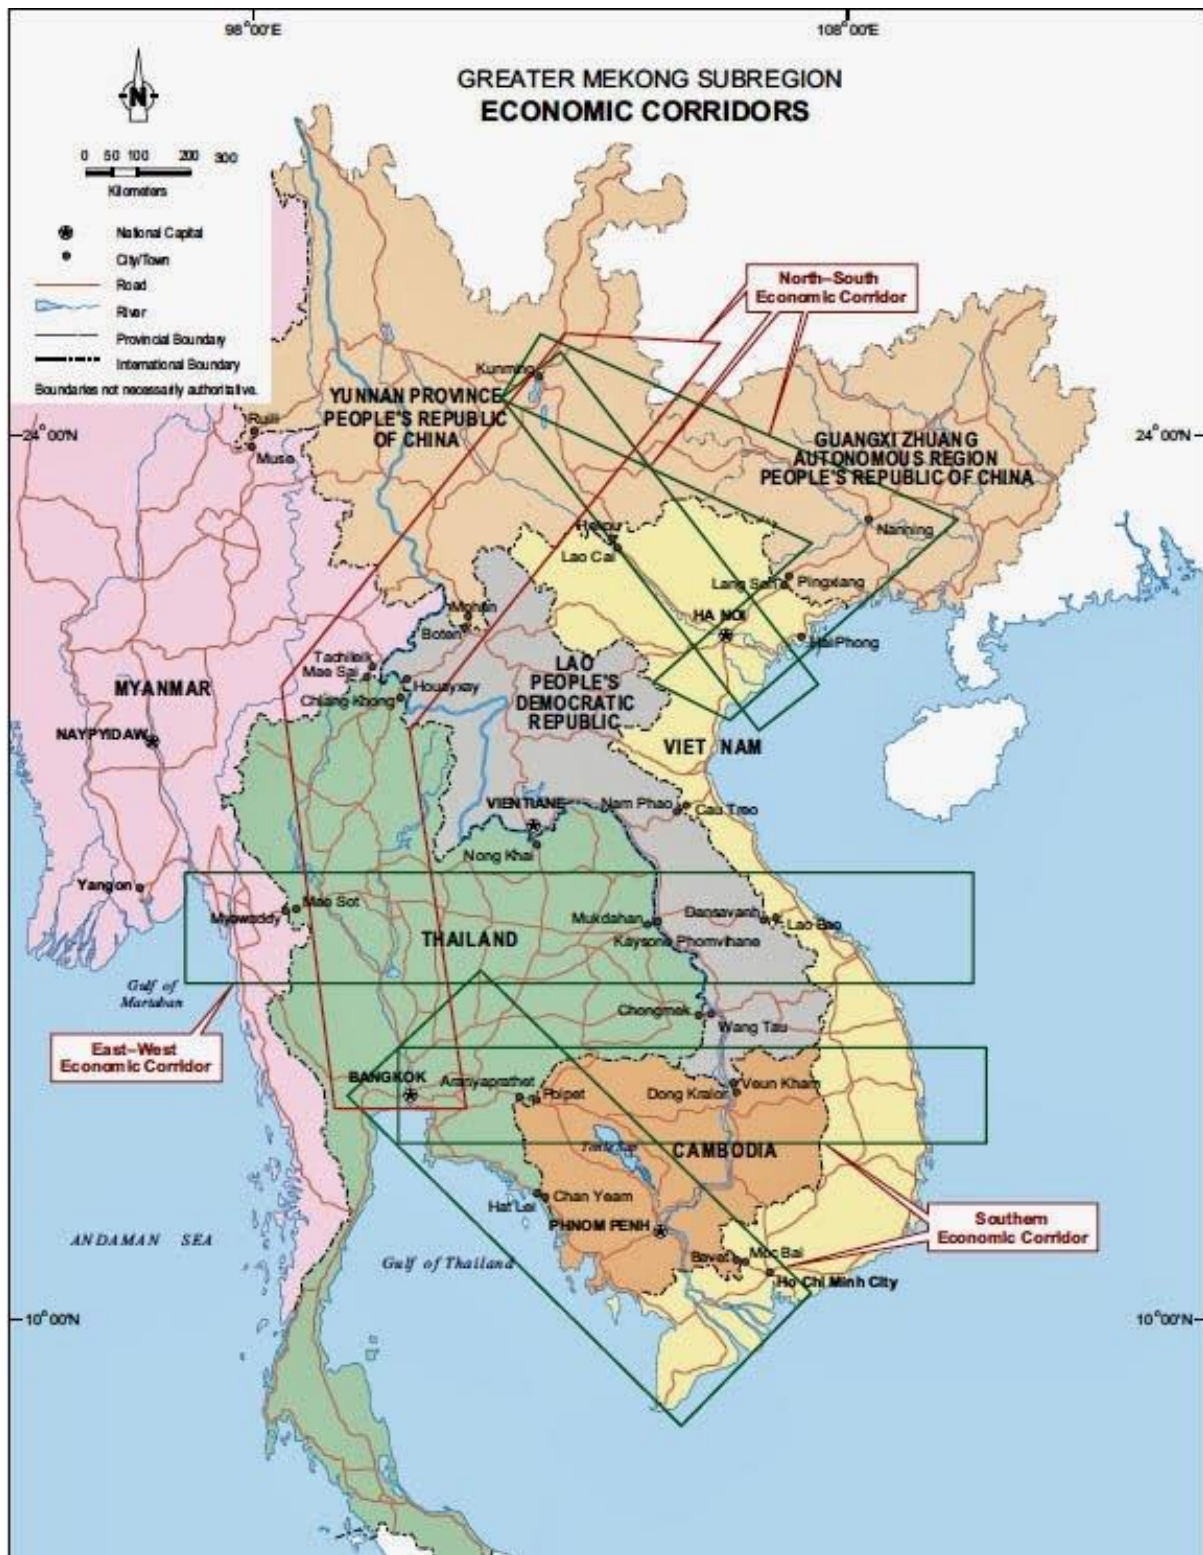 98°00'E
108°00'E
GREATER MEKONG SUBREGION
ECONOMIC CORRIDORS
N
0 50 100 200 300
Kilometers
National Capital
City/Town
Road
River
Provincial Boundary
International Boundary
Boundaries not necessarily authoritative.
North–South
Economic Corridor
Kunming
YUNNAN PROVINCE
PEOPLE'S REPUBLIC
OF CHINA
Ruili
Muse
24°00'N
24°00'N
GUANGXI ZHUANG
AUTONOMOUS REGION
PEOPLE'S REPUBLIC OF CHINA
Nanning
Hekou
Lao Cai
Lang Son
Pingxiang
HA NOI
Hai Phong
Mohan
Boten
Tachileik
Mae Sai
Houayxay
Chiang Khong
MYANMAR
NAYPYIDAW
LAO
PEOPLE'S
DEMOCRATIC
REPUBLIC
VIET NAM
VIENTIANE
Nam Phao
Cau Treo
Nong Khai
Yangon
Myawaddy
Mae Sot
Mukdahan
Dansavanh
Lao Bao
Kaysone Phomvihane
THAILAND
Gulf of
Martaban
Chongmek
Wang Tau
East–West
Economic Corridor
BANGKOK
Aranyaprathet
Poipet
Veun Kham
Dong Kralor
Tonle Sap
CAMBODIA
Hat Lei
Chan Yeam
PHNOM PENH
Southern
Economic Corridor
ANDAMAN SEA
Gulf of Thailand
Bavet
Moc Bai
Ho Chi Minh City
10°00'N
10°00'N